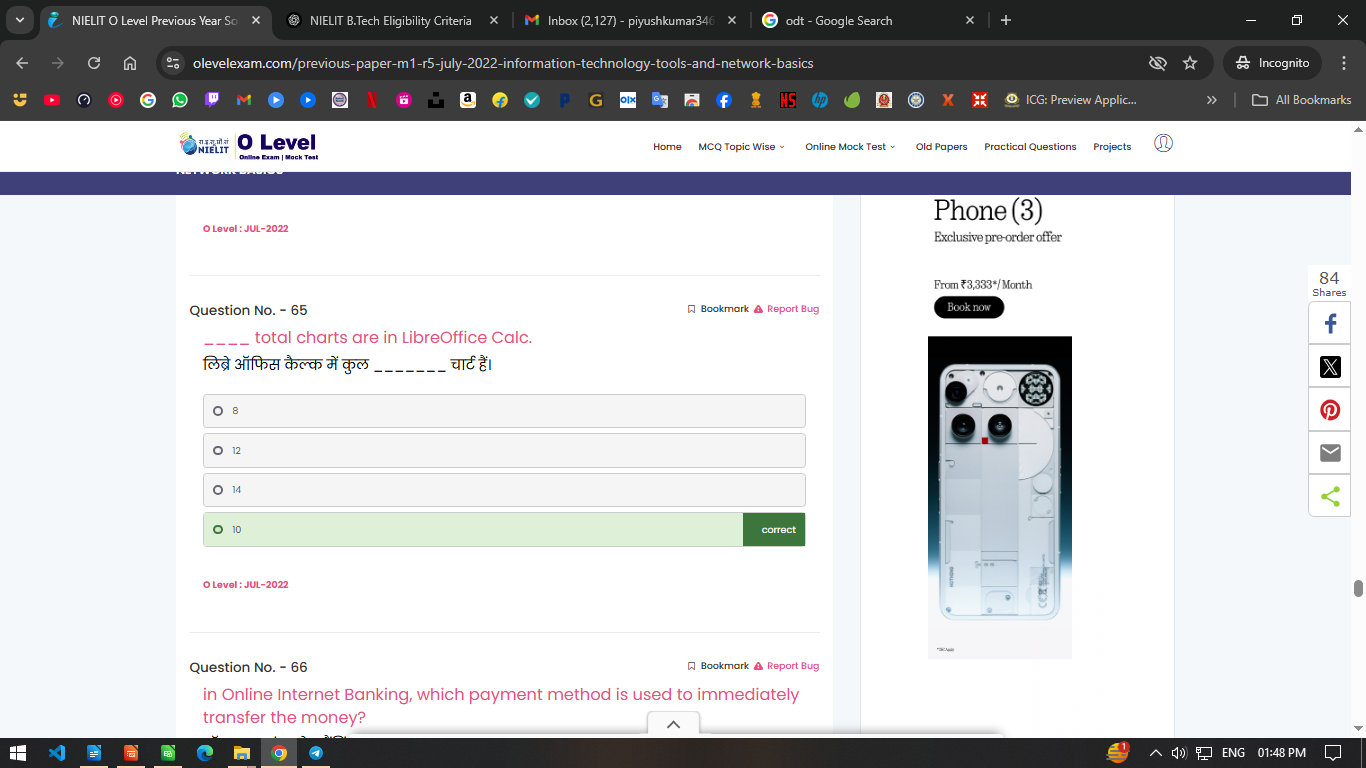 NIELIT O Level Previous Year So
NIELIT B.Tech Eligibility Criteria
Inbox (2,127) - piyushkumar346
odt - Google Search
olevelexam.com/previous-paper-m1-r5-july-2022-information-technology-tools-and-network-basics
Incognito
ICG: Preview Applic...
All Bookmarks
रा.इ.सू.प्रौ.सं
NIELIT
O Level
Online Exam | Mock Test
Home
MCQ Topic Wise
Online Mock Test
Old Papers
Practical Questions
Projects
NETWORK BASICS
O Level : JUL-2022
Question No. - 65
Bookmark
Report Bug
____ total charts are in LibreOffice Calc.
लिब्रे ऑफिस कैल्क में कुल _______ चार्ट हैं।
8
12
14
10
correct
O Level : JUL-2022
Question No. - 66
Bookmark
Report Bug
in Online Internet Banking, which payment method is used to immediately
transfer the money?
Phone (3)
Exclusive pre-order offer
From ₹3,333*/ Month
Book now
84
Shares
1
ENG
01:48 PM